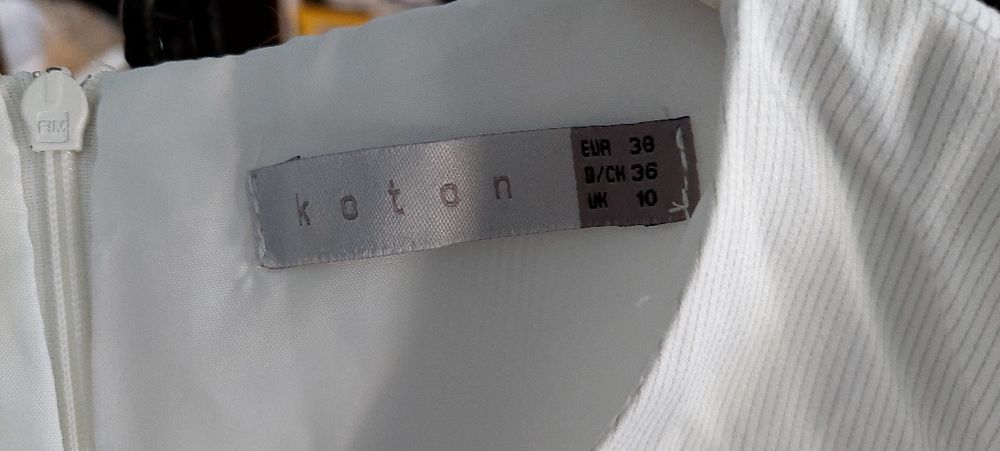 koton
EUR 38
D/CH 36
UK 10